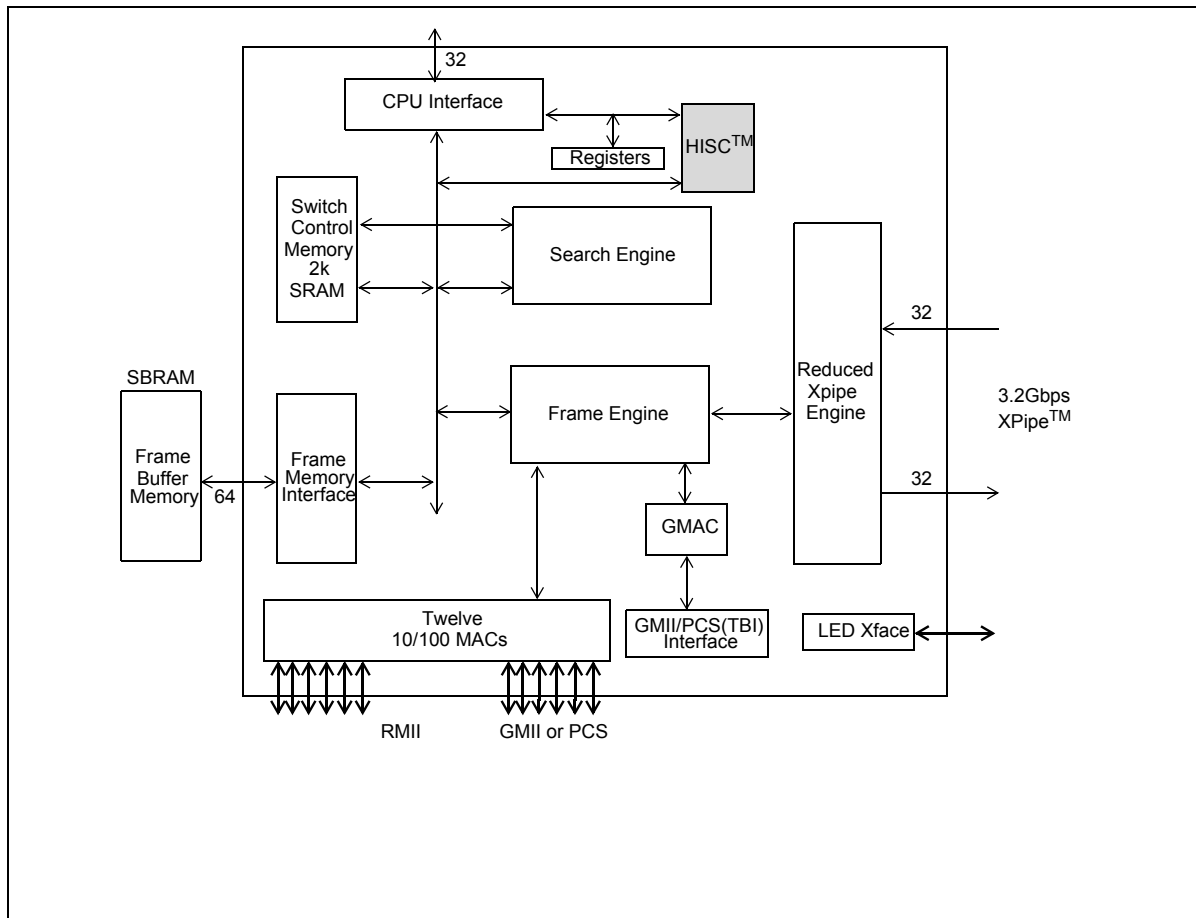 32
CPU Interface
HISC™
Registers
Switch
Control
Memory
2k
SRAM
Search Engine
32
SBRAM
Reduced
Xpipe
Engine
3.2Gbps
XPipe™
Frame Engine
Frame
Buffer
Memory
64
Frame
Memory
Interface
32
GMAC
Twelve
10/100 MACs
GMII/PCS(TBI)
Interface
LED Xface
RMII
GMII or PCS